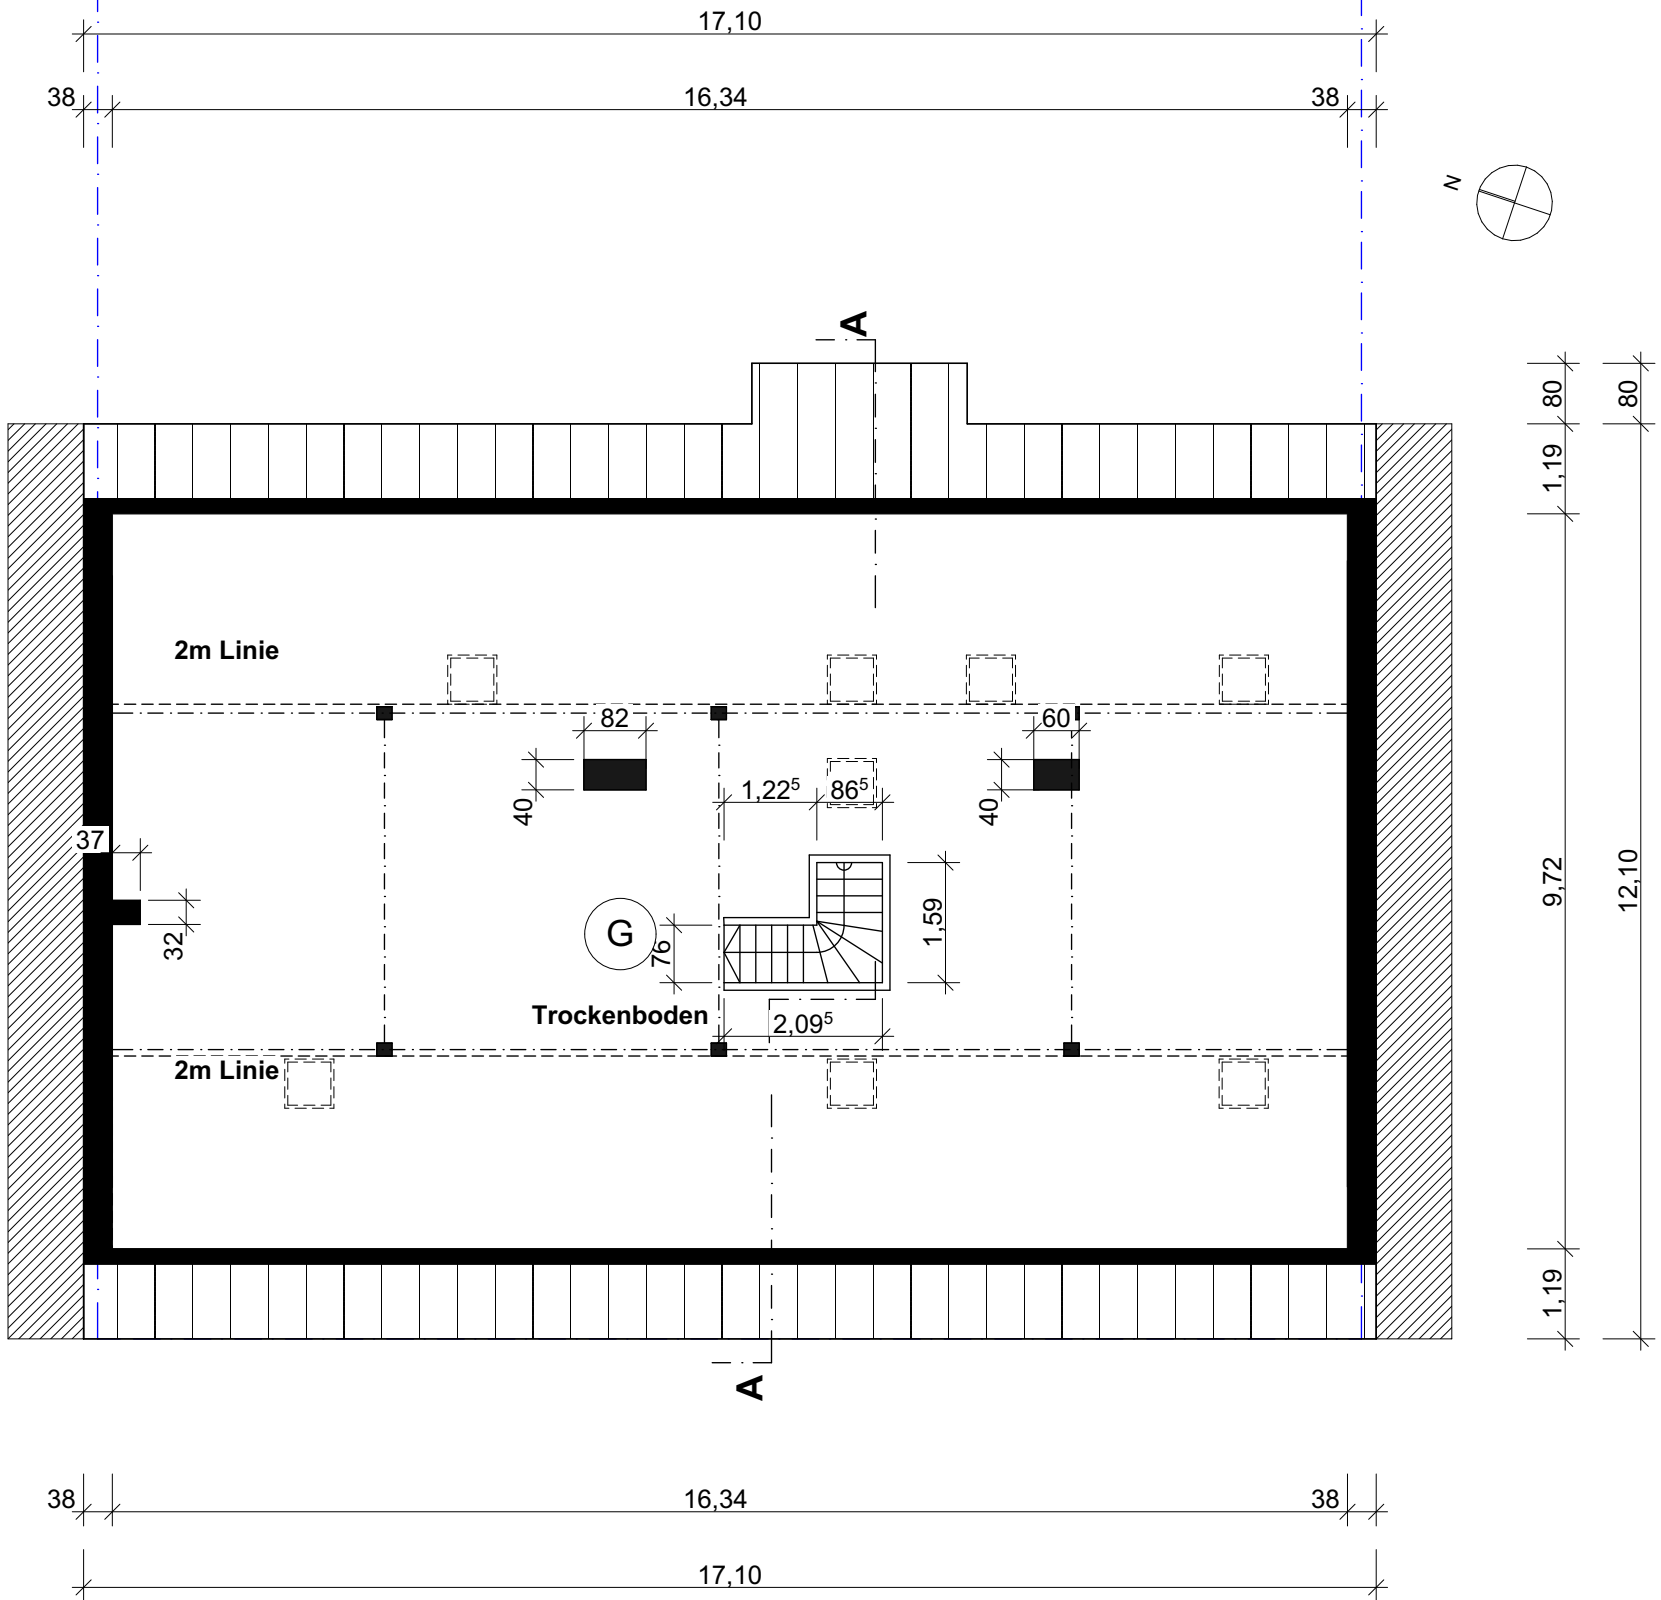 17,10
38 16,34 38
N
A
80 80
1,19
2m Linie
82 60
40 1,22⁵ 86⁵ 40
37
9,72 12,10
32 G 76 1,59
Trockenboden 2,09⁵
2m Linie
1,19
A
38 16,34 38
17,10